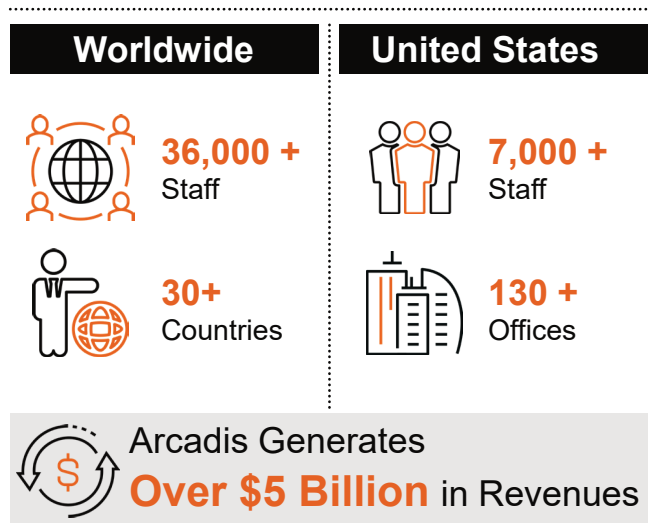 Worldwide
36,000 +
Staff
30+
Countries
United States
7,000 +
Staff
130 +
Offices
$
Arcadis Generates
Over $5 Billion in Revenues